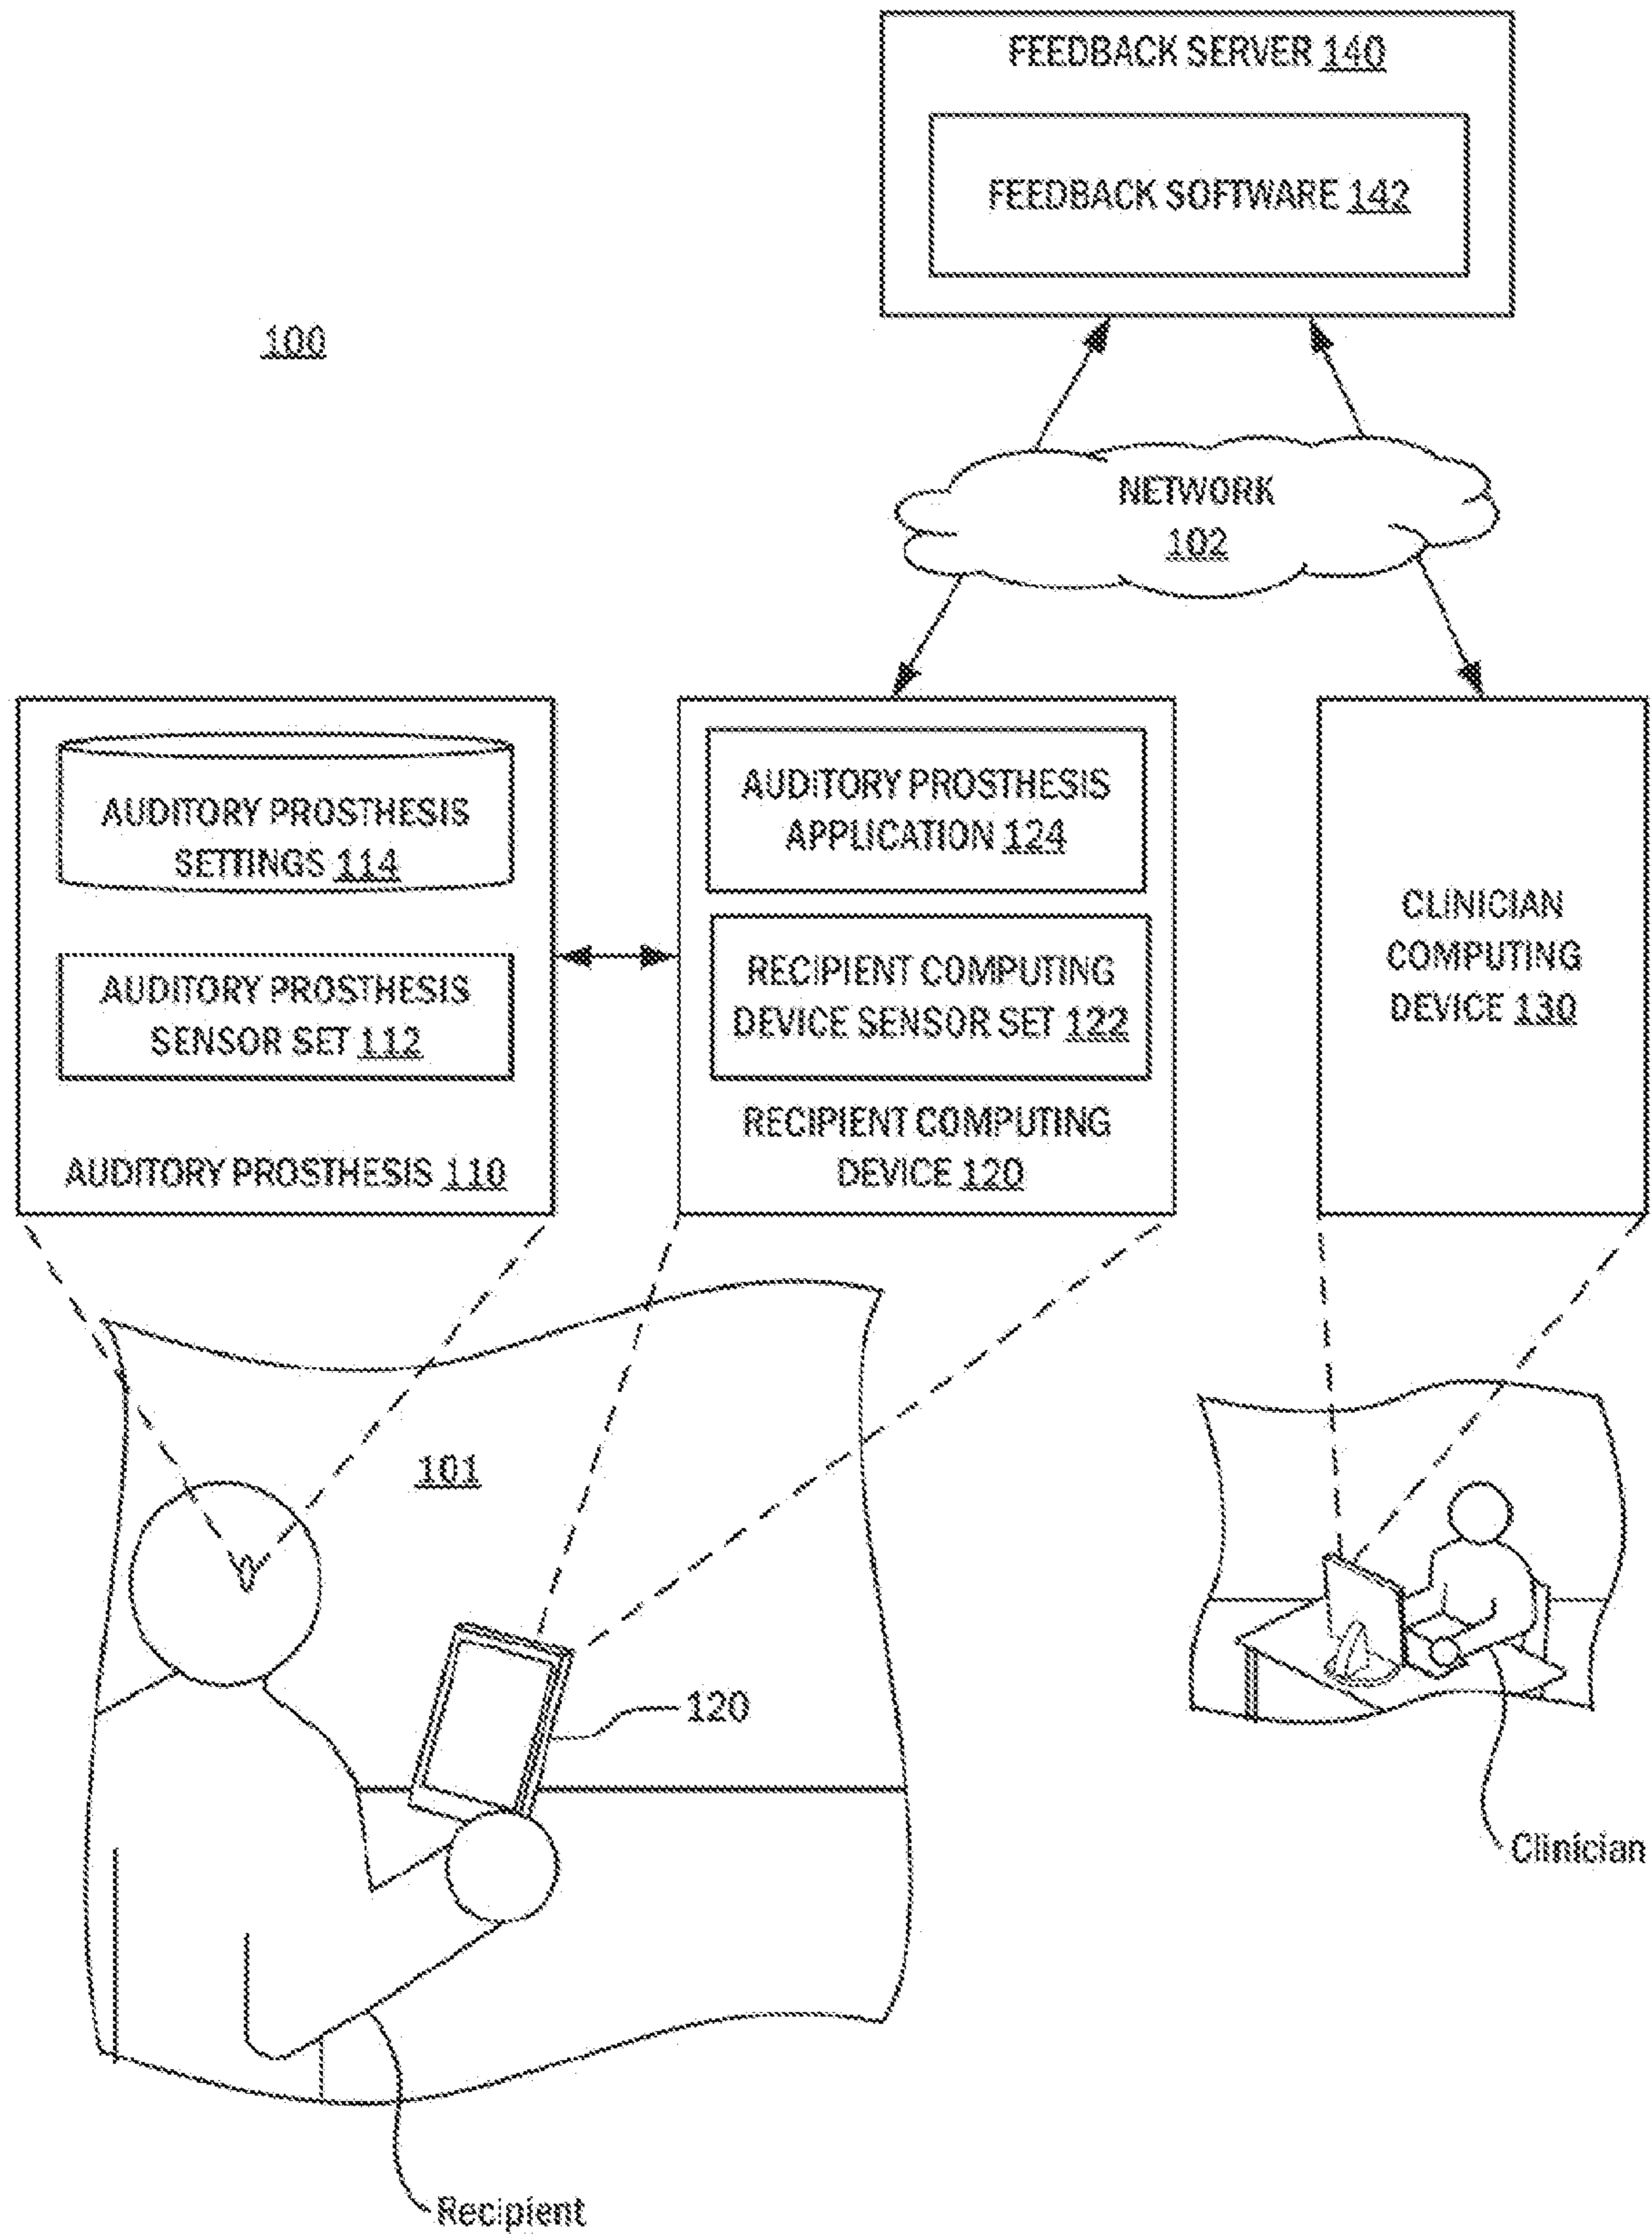 FEEDBACK SERVER 140
FEEDBACK SOFTWARE 142
100
NETWORK
102
AUDITORY PROSTHESIS
SETTINGS 114
AUDITORY PROSTHESIS
SENSOR SET 112
AUDITORY PROSTHESIS 110
AUDITORY PROSTHESIS
APPLICATION 124
RECIPIENT COMPUTING
DEVICE SENSOR SET 122
RECIPIENT COMPUTING
DEVICE 120
CLINICIAN
COMPUTING
DEVICE 130
101
120
Clinician
Recipient